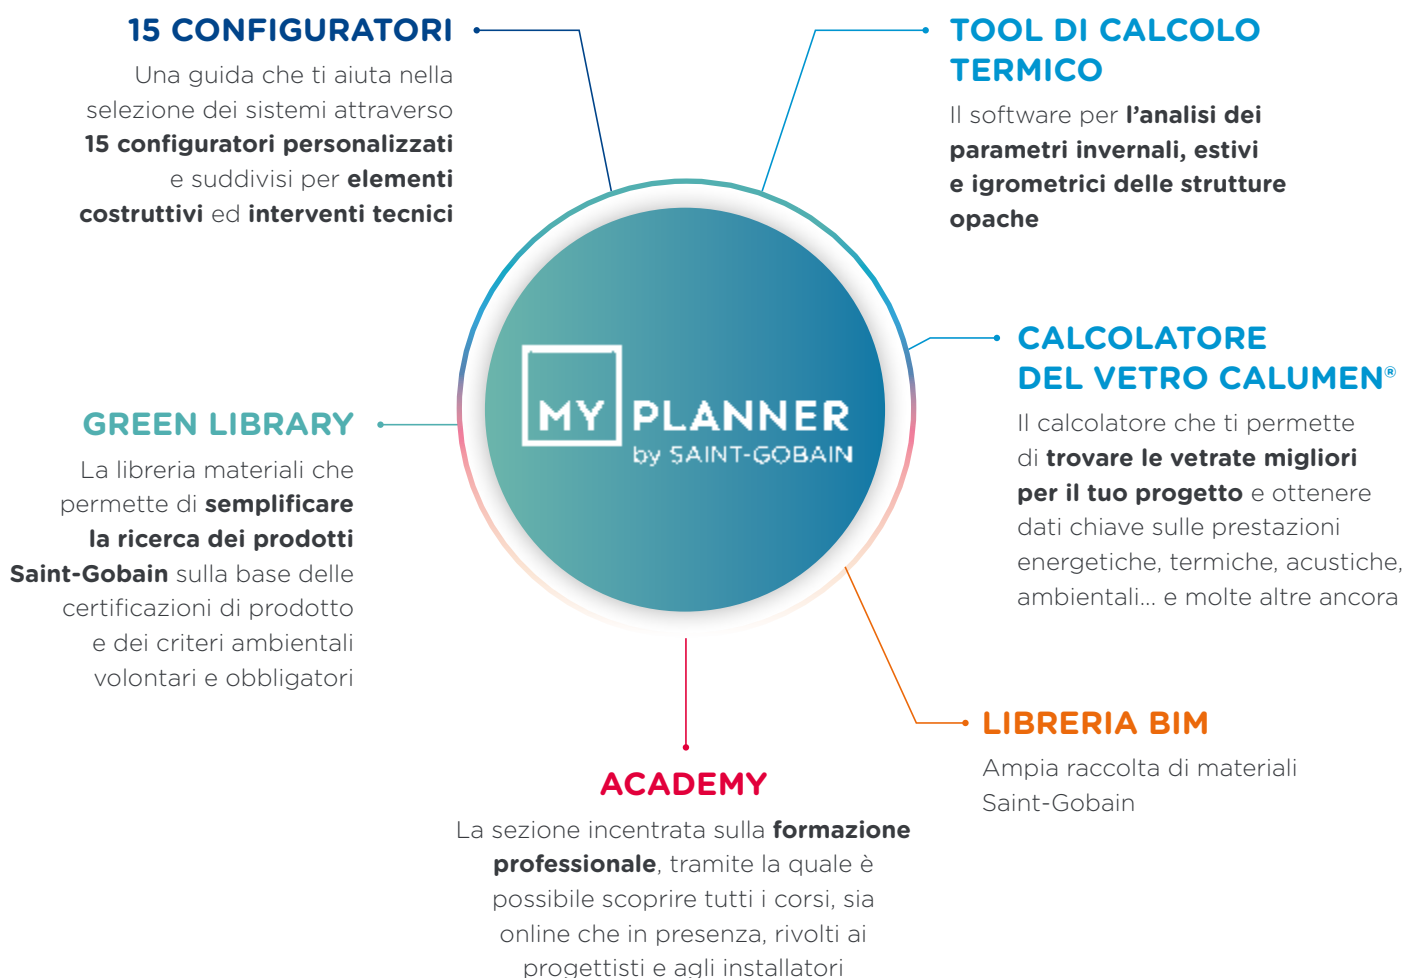 15 CONFIGURATORI
Una guida che ti aiuta nella
selezione dei sistemi attraverso
15 configuratori personalizzati
e suddivisi per elementi
costruttivi ed interventi tecnici
TOOL DI CALCOLO
TERMICO
Il software per l’analisi dei
parametri invernali, estivi
e igrometrici delle strutture
opache
CALCOLATORE
DEL VETRO CALUMEN®
Il calcolatore che ti permette
di trovare le vetrate migliori
per il tuo progetto e ottenere
dati chiave sulle prestazioni
energetiche, termiche, acustiche,
ambientali... e molte altre ancora
MY PLANNER
by SAINT-GOBAIN
GREEN LIBRARY
La libreria materiali che
permette di semplificare
la ricerca dei prodotti
Saint-Gobain sulla base delle
certificazioni di prodotto
e dei criteri ambientali
volontari e obbligatori
LIBRERIA BIM
Ampia raccolta di materiali
Saint-Gobain
ACADEMY
La sezione incentrata sulla formazione
professionale, tramite la quale è
possibile scoprire tutti i corsi, sia
online che in presenza, rivolti ai
progettisti e agli installatori